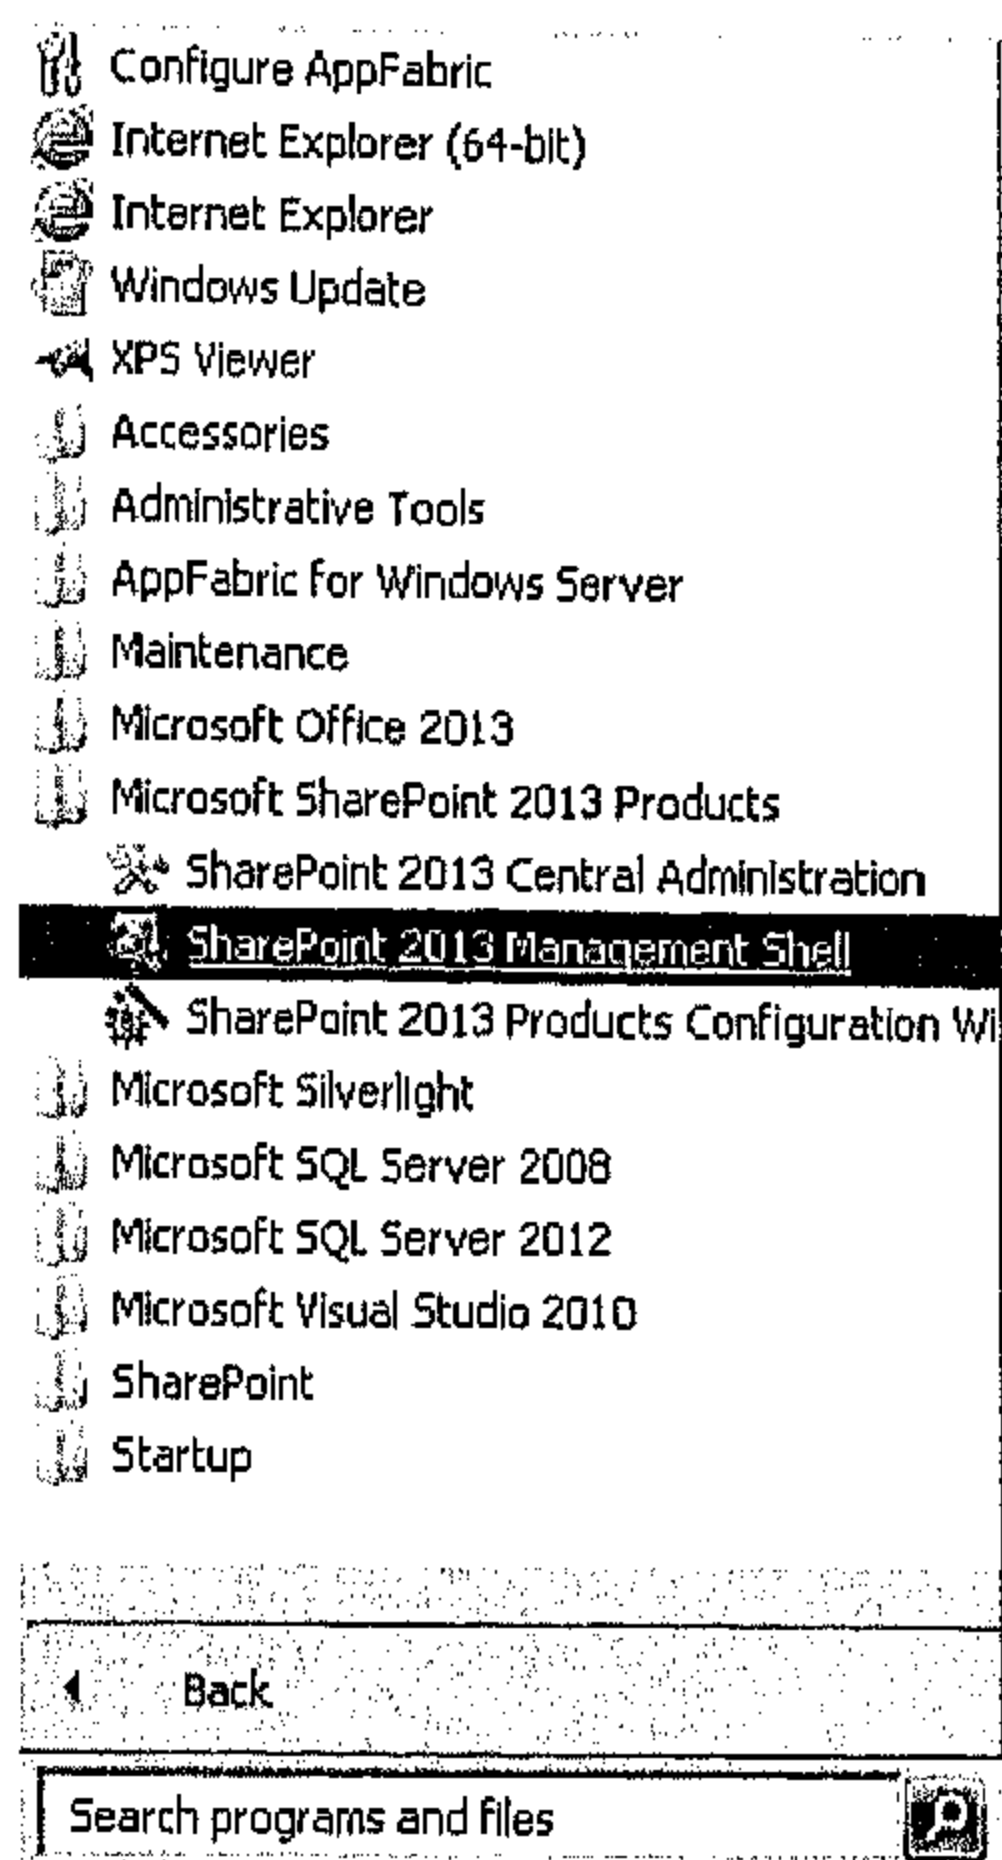 Configure AppFabric
Internet Explorer (64-bit)
Internet Explorer
Windows Update
XPS Viewer
Accessories
Administrative Tools
AppFabric for Windows Server
Maintenance
Microsoft Office 2013
Microsoft SharePoint 2013 Products
SharePoint 2013 Central Administration
SharePoint 2013 Management Shell
SharePoint 2013 Products Configuration Wi
Microsoft Silverlight
Microsoft SQL Server 2008
Microsoft SQL Server 2012
Microsoft Visual Studio 2010
SharePoint
Startup
Back
Search programs and files